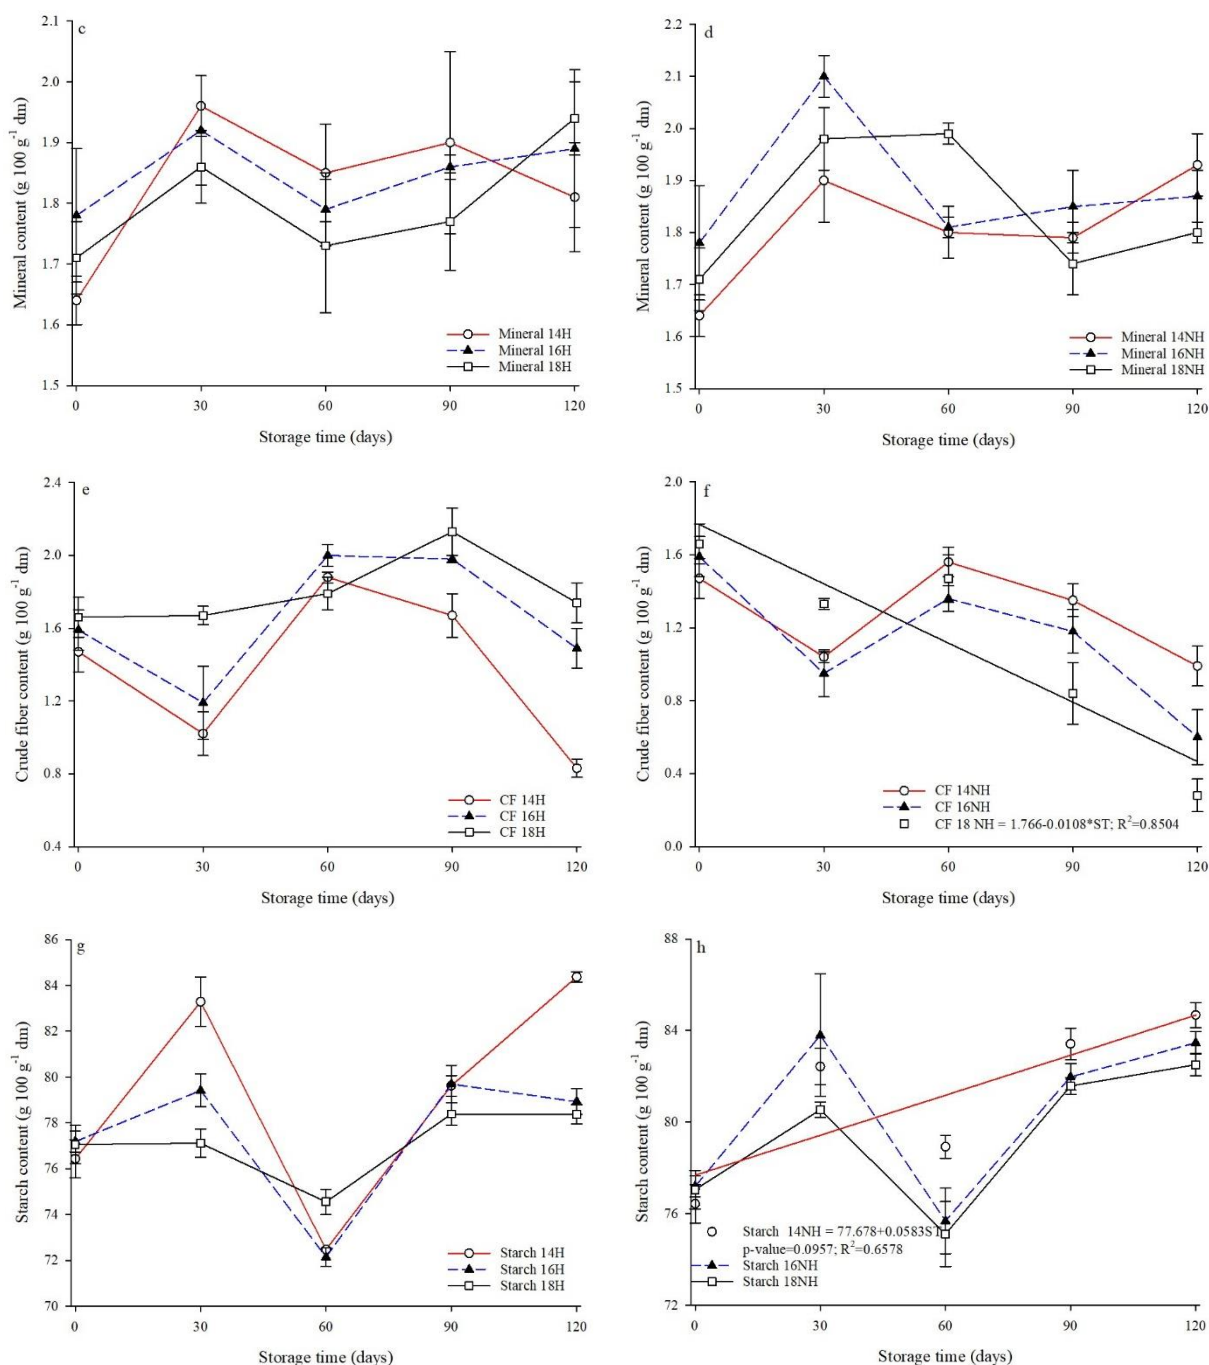 c
2.1
2.0
1.9
1.8
1.7
1.6
1.5
Mineral content (g 100 g-1 dm)
Mineral 14H
Mineral 16H
Mineral 18H
0 30 60 90 120
Storage time (days)
d
2.2
2.1
2.0
1.9
1.8
1.7
1.6
1.5
Mineral content (g 100 g-1 dm)
Mineral 14NH
Mineral 16NH
Mineral 18NH
0 30 60 90 120
Storage time (days)
e
2.4
2.0
1.6
1.2
0.8
0.4
Crude fiber content (g 100 g-1 dm)
CF 14H
CF 16H
CF 18H
0 30 60 90 120
Storage time (days)
f
2.0
1.6
1.2
0.8
0.4
0.0
Crude fiber content (g 100 g-1 dm)
CF 14NH
CF 16NH
CF 18 NH = 1.766-0.0108*ST; R2=0.8504
0 30 60 90 120
Storage time (days)
g
86
84
82
80
78
76
74
72
70
Starch content (g 100 g-1 dm)
Starch 14H
Starch 16H
Starch 18H
0 30 60 90 120
Storage time (days)
h
88
84
80
76
72
Starch content (g 100 g-1 dm)
Starch 14NH = 77.678+0.0583ST
p-value=0.0957; R2=0.6578
Starch 16NH
Starch 18NH
0 30 60 90 120
Storage time (days)